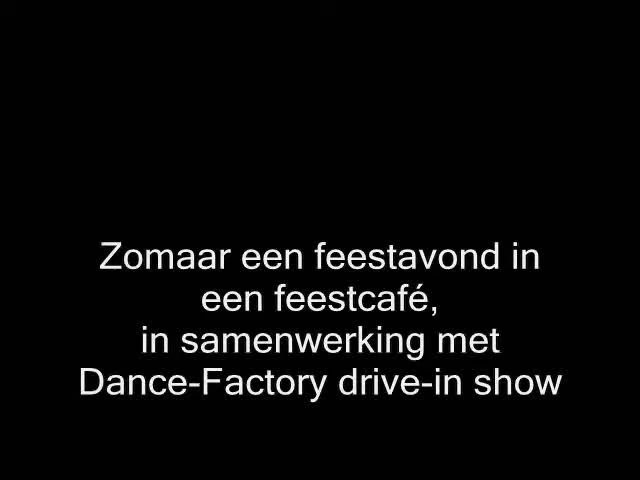 Zomaar een feestavond in
een feestcafé,
in samenwerking met
Dance-Factory drive-in show